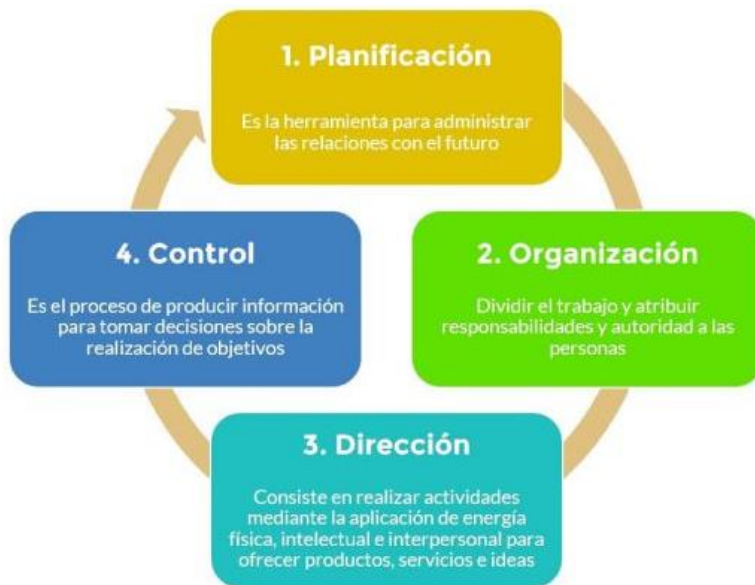 1. Planificación
Es la herramienta para administrar
las relaciones con el futuro
2. Organización
Dividir el trabajo y atribuir
responsabilidades y autoridad a las
personas
3. Dirección
Consiste en realizar actividades
mediante la aplicación de energía
física, intelectual e interpersonal para
ofrecer productos, servicios e ideas
4. Control
Es el proceso de producir información
para tomar decisiones sobre la
realización de objetivos